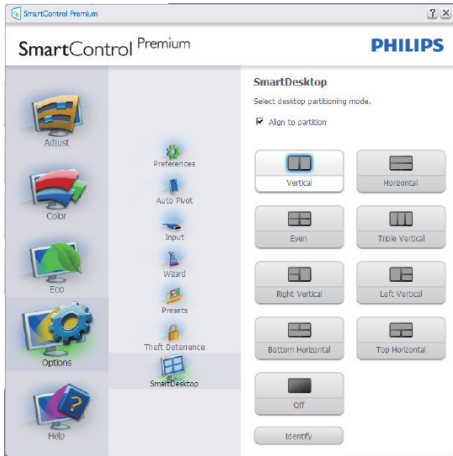 SmartControl Premium
SmartControl Premium
PHILIPS
Adjust
Color
Eco
Options
Help
Preferences
Auto Pivot
Input
Wizard
Presets
Theft Deterrence
SmartDesktop
SmartDesktop
Select desktop partitioning mode.
Align to partition
Vertical
Horizontal
Even
Triple Vertical
Right Vertical
Left Vertical
Bottom Horizontal
Top Horizontal
Off
Identify